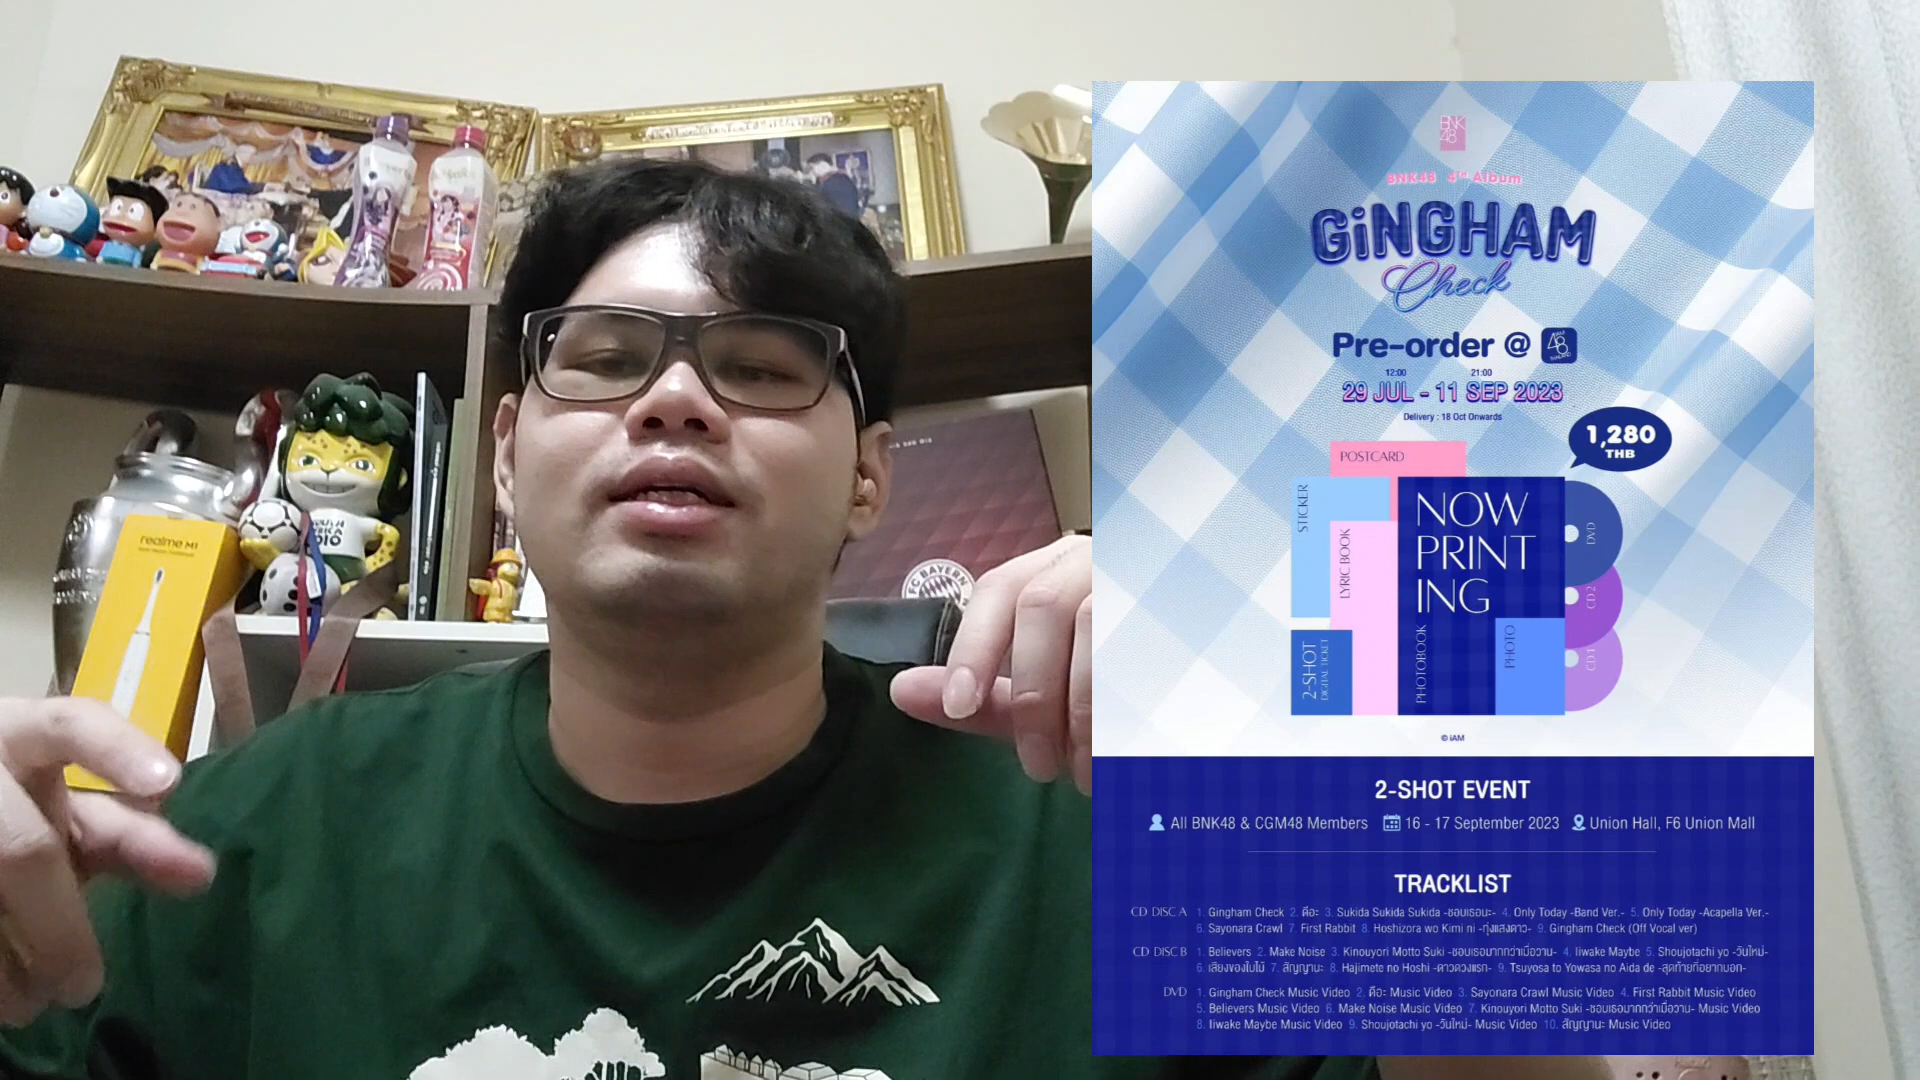 realme M1
FC BAYERN
BNK
48
BNK48 4TH Album
GiNGHAM
Check
Pre-order @ 48
12:00 21:00
29 JUL - 11 SEP 2023
Delivery : 18 Oct Onwards
1,280
THB
POSTCARD
STICKER
LYRIC BOOK
NOW
PRINT
ING
DVD
CD 2
CD 1
2-SHOT
DIGITAL TICKET
PHOTOBOOK
PHOTO
© iAM
2-SHOT EVENT
All BNK48 & CGM48 Members 16 - 17 September 2023 Union Hall, F6 Union Mall
TRACKLIST
CD DISC A 1. Gingham Check 2. ดีอะ 3. Sukida Sukida Sukida -ชอบเธอนะ- 4. Only Today -Band Ver.- 5. Only Today -Acapella Ver.-
6. Sayonara Crawl 7. First Rabbit 8. Hoshizora wo Kimi ni -ทุ่งแสงดาว- 9. Gingham Check (Off Vocal ver)
CD DISC B 1. Believers 2. Make Noise 3. Kinouyori Motto Suki -ชอบเธอมากกว่าเมื่อวาน- 4. Iiwake Maybe 5. Shoujotachi yo -วันใหม่-
6. เสียงของใบไม้ 7. สัญญานะ 8. Hajimete no Hoshi -ดาวดวงแรก- 9. Tsuyosa to Yowasa no Aida de -สุดท้ายที่อยากบอก-
DVD 1. Gingham Check Music Video 2. ดีอะ Music Video 3. Sayonara Crawl Music Video 4. First Rabbit Music Video
5. Believers Music Video 6. Make Noise Music Video 7. Kinouyori Motto Suki -ชอบเธอมากกว่าเมื่อวาน- Music Video
8. Iiwake Maybe Music Video 9. Shoujotachi yo -วันใหม่- Music Video 10. สัญญานะ Music Video